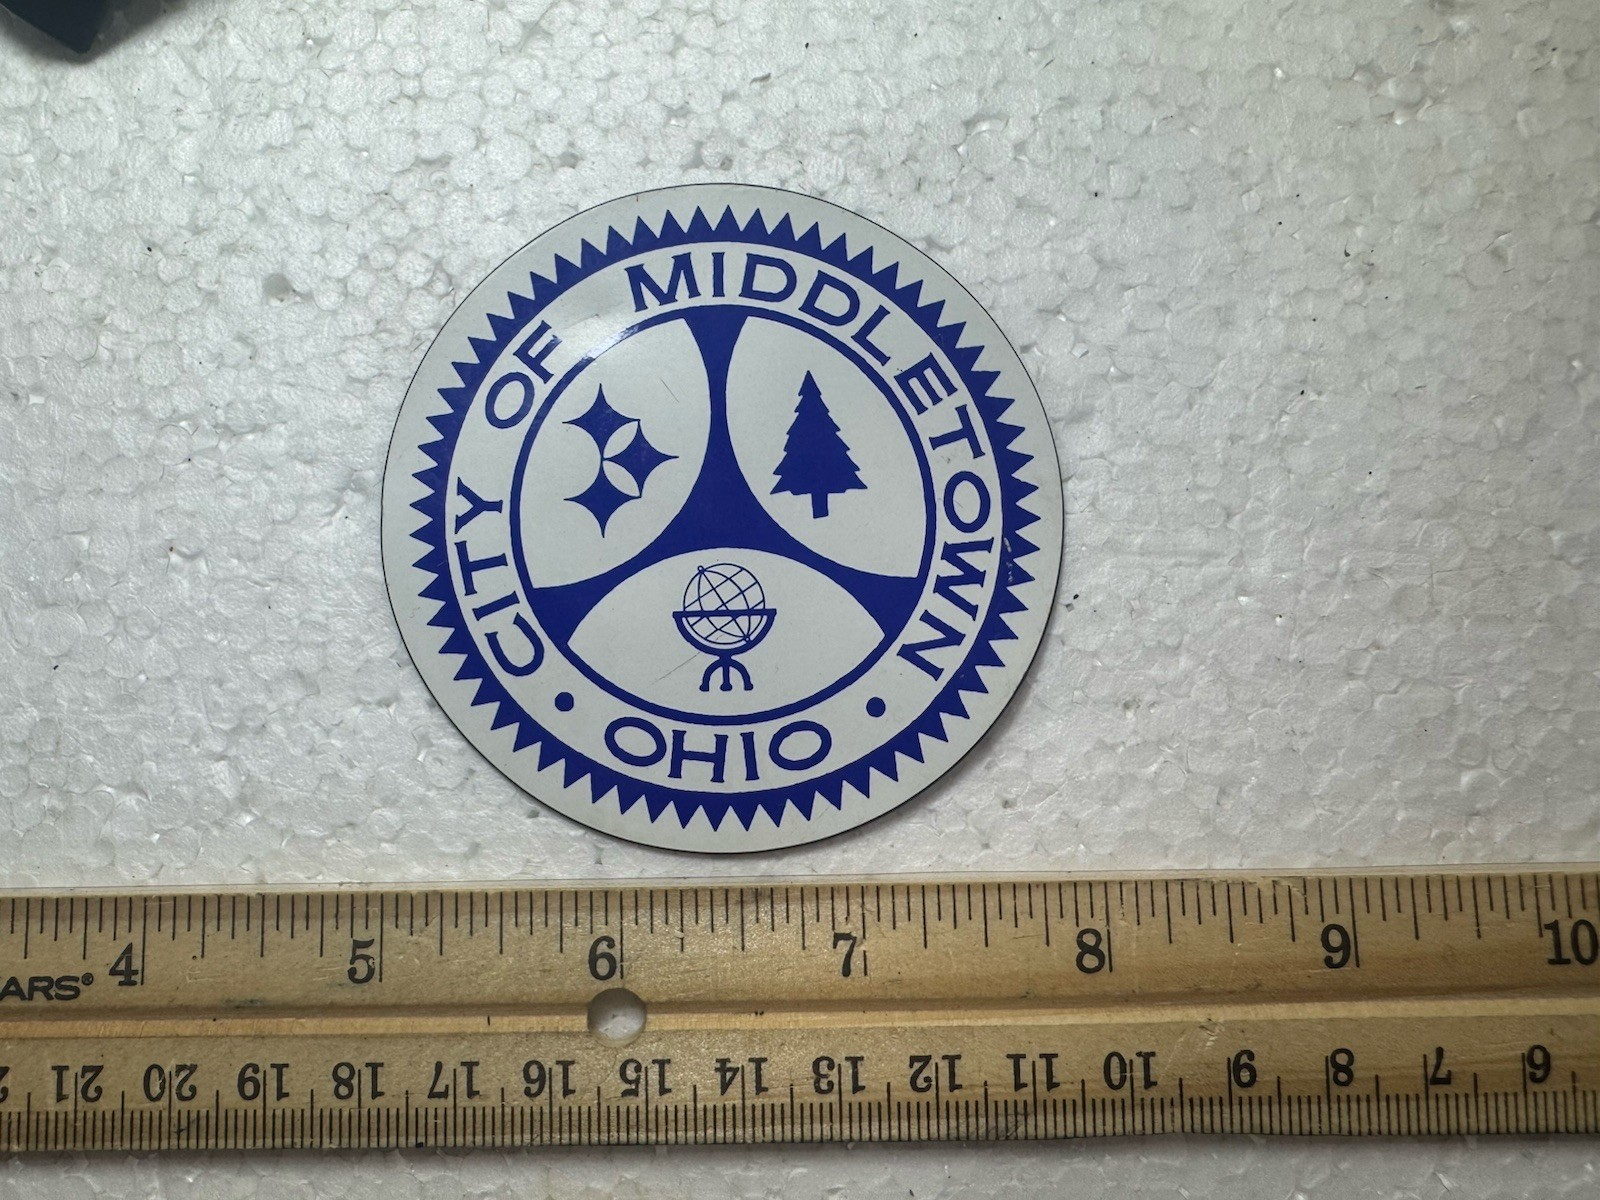 CITY OF MIDDLETOWN
• OHIO •
4 5 6 7 8 9 10
ARS®
21 20 19 18 17 16 15 14 13 12 11 10 9 8 7 6